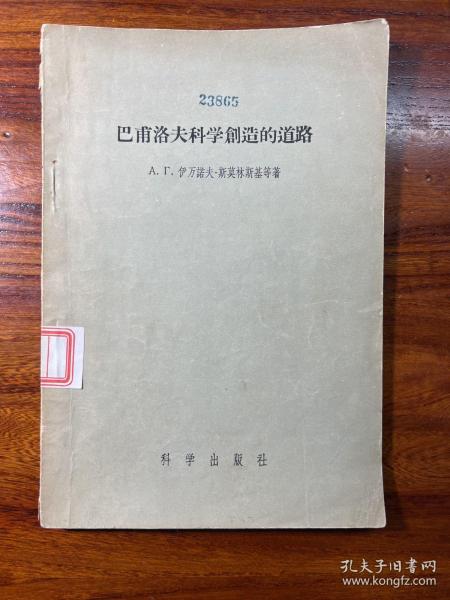 23865
巴甫洛夫科学創造的道路
А. Г. 伊万諾夫-斯莫林斯基等著
科学出版社
孔夫子旧书网
www.kongfz.com